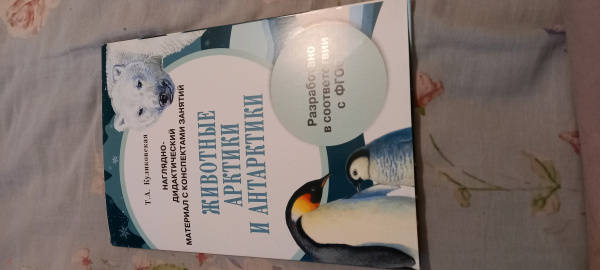 Т. А. Куликовская
НАГЛЯДНО-
ДИДАКТИЧЕСКИЙ
МАТЕРИАЛ С КОНСПЕКТАМИ ЗАНЯТИЙ
ЖИВОТНЫЕ
АРКТИКИ
И АНТАРКТИКИ
Разработано
в соответствии
с ФГОС